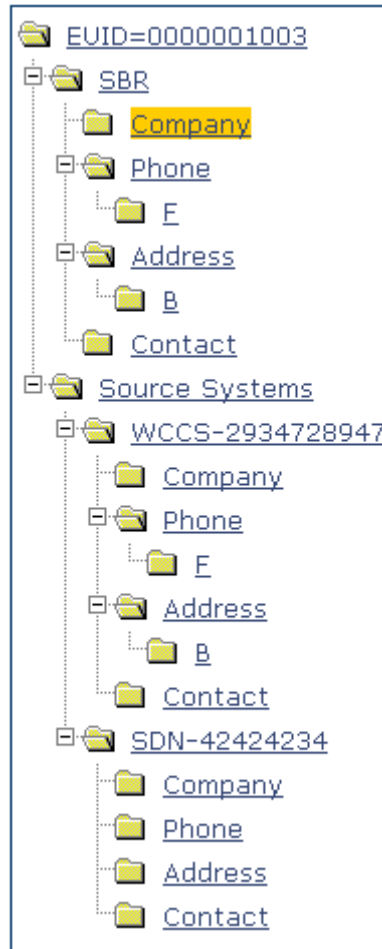 EUID=0000001003
SBR
Company
Phone
F
Address
B
Contact
Source Systems
WCCS-2934728947
Company
Phone
F
Address
B
Contact
SDN-42424234
Company
Phone
Address
Contact